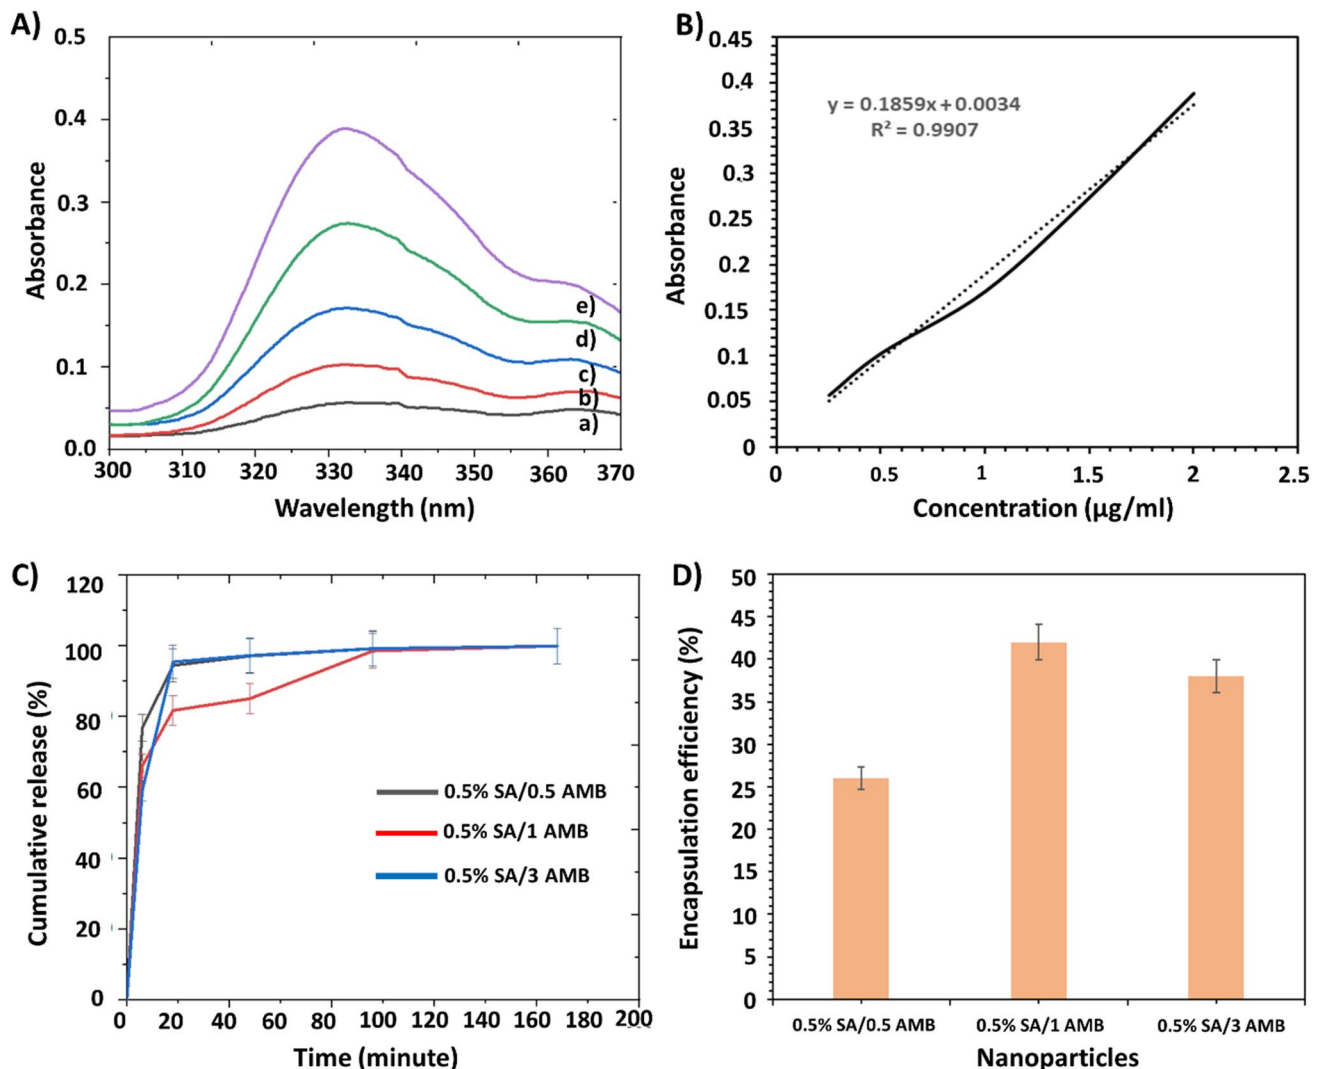 A)
0.5
0.4
0.3
0.2
0.1
0.0
Absorbance
e)
d)
c)
b)
a)
300 310 320 330 340 350 360 370
Wavelength (nm)
B)
0.45
0.4
0.35
0.3
0.25
0.2
0.15
0.1
0.05
0
Absorbance
y = 0.1859x + 0.0034
R² = 0.9907
0 0.5 1 1.5 2 2.5
Concentration (µg/ml)
C)
120
100
80
60
40
20
0
Cumulative release (%)
0.5% SA/0.5 AMB
0.5% SA/1 AMB
0.5% SA/3 AMB
0 20 40 60 80 100 120 140 160 180 200
Time (minute)
D)
50
45
40
35
30
25
20
15
10
5
0
Encapsulation efficiency (%)
0.5% SA/0.5 AMB 0.5% SA/1 AMB 0.5% SA/3 AMB
Nanoparticles